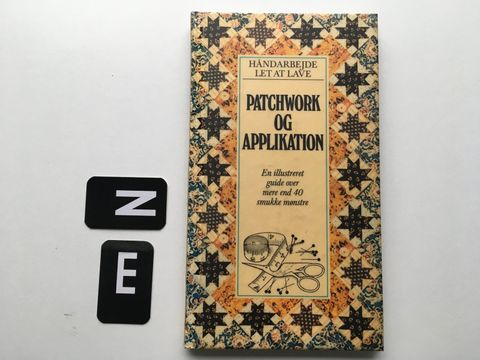 HÅNDARBEJDE
LET AT LAVE
PATCHWORK
OG
APPLIKATION
En illustreret
guide over
mere end 40
smukke mønstre
N
E